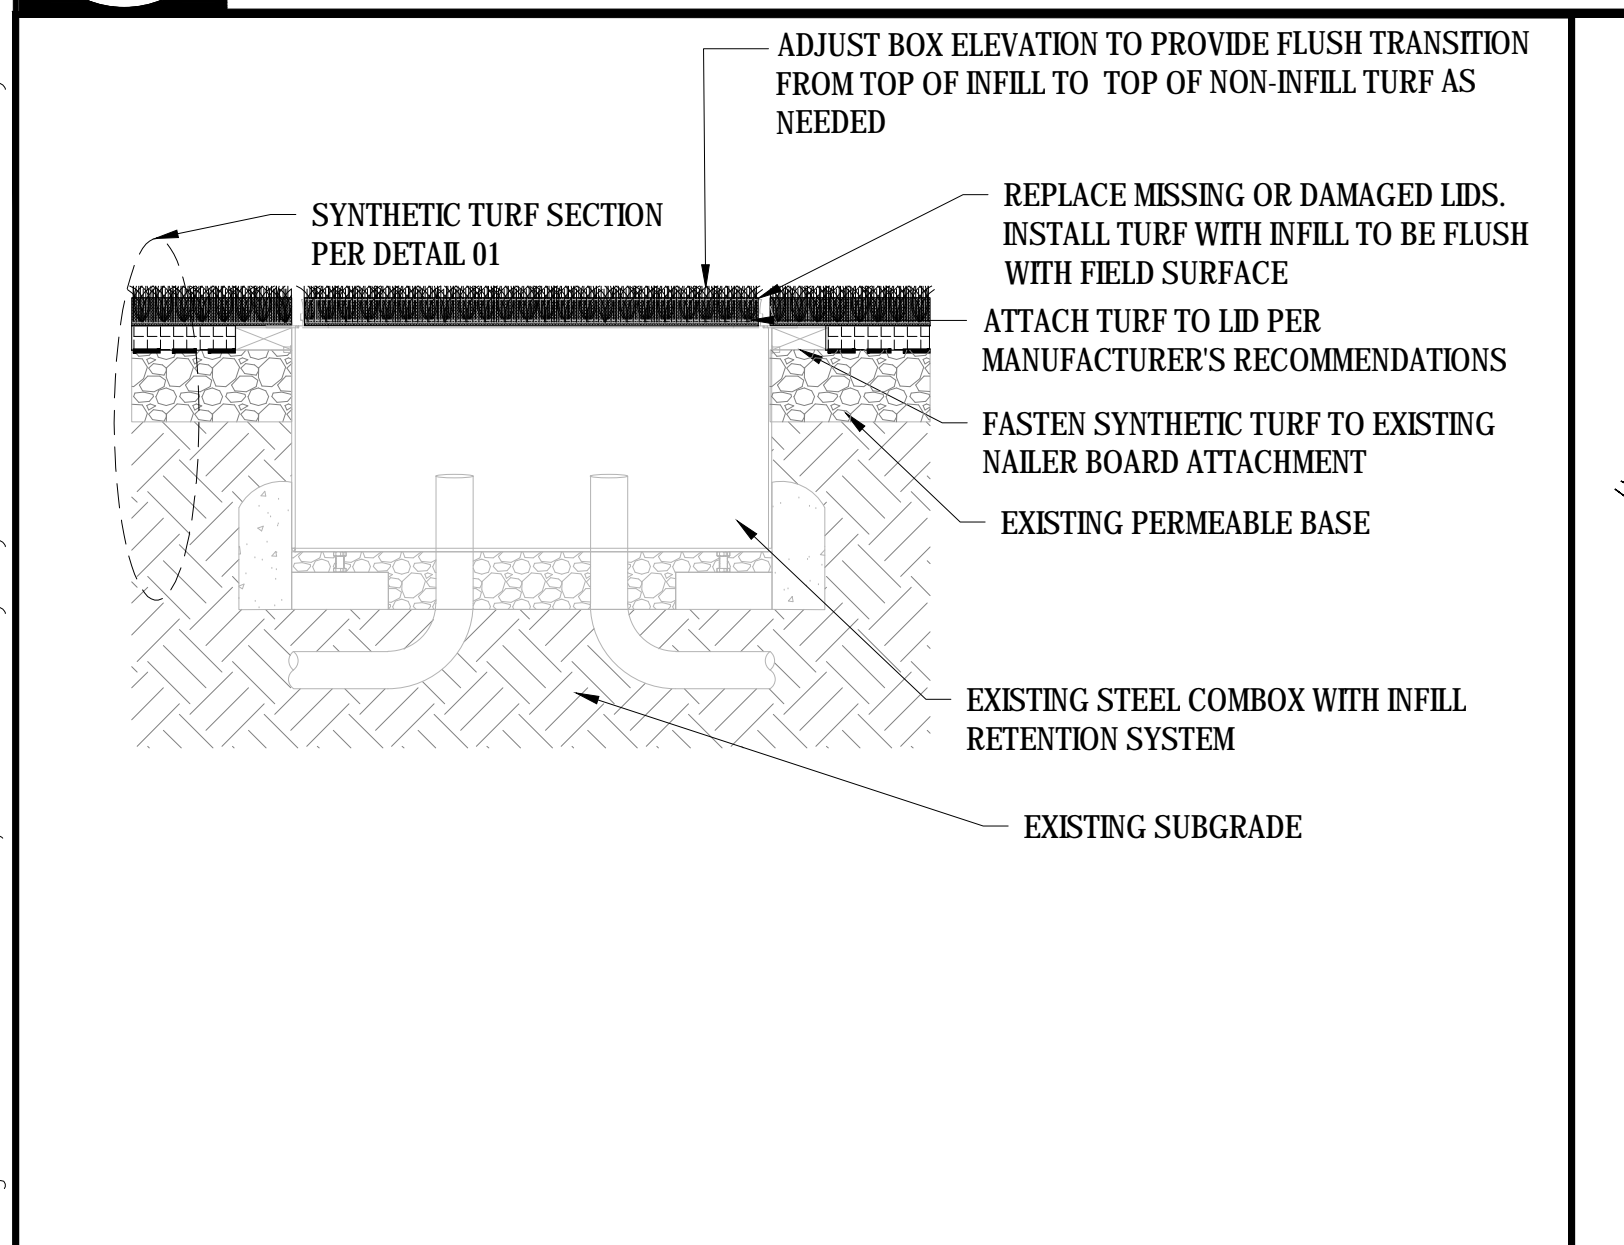 ADJUST BOX ELEVATION TO PROVIDE FLUSH TRANSITION
FROM TOP OF INFILL TO TOP OF NON-INFILL TURF AS
NEEDED
SYNTHETIC TURF SECTION
PER DETAIL 01
REPLACE MISSING OR DAMAGED LIDS.
INSTALL TURF WITH INFILL TO BE FLUSH
WITH FIELD SURFACE
ATTACH TURF TO LID PER
MANUFACTURER'S RECOMMENDATIONS
FASTEN SYNTHETIC TURF TO EXISTING
NAILER BOARD ATTACHMENT
EXISTING PERMEABLE BASE
EXISTING STEEL COMBOX WITH INFILL
RETENTION SYSTEM
EXISTING SUBGRADE